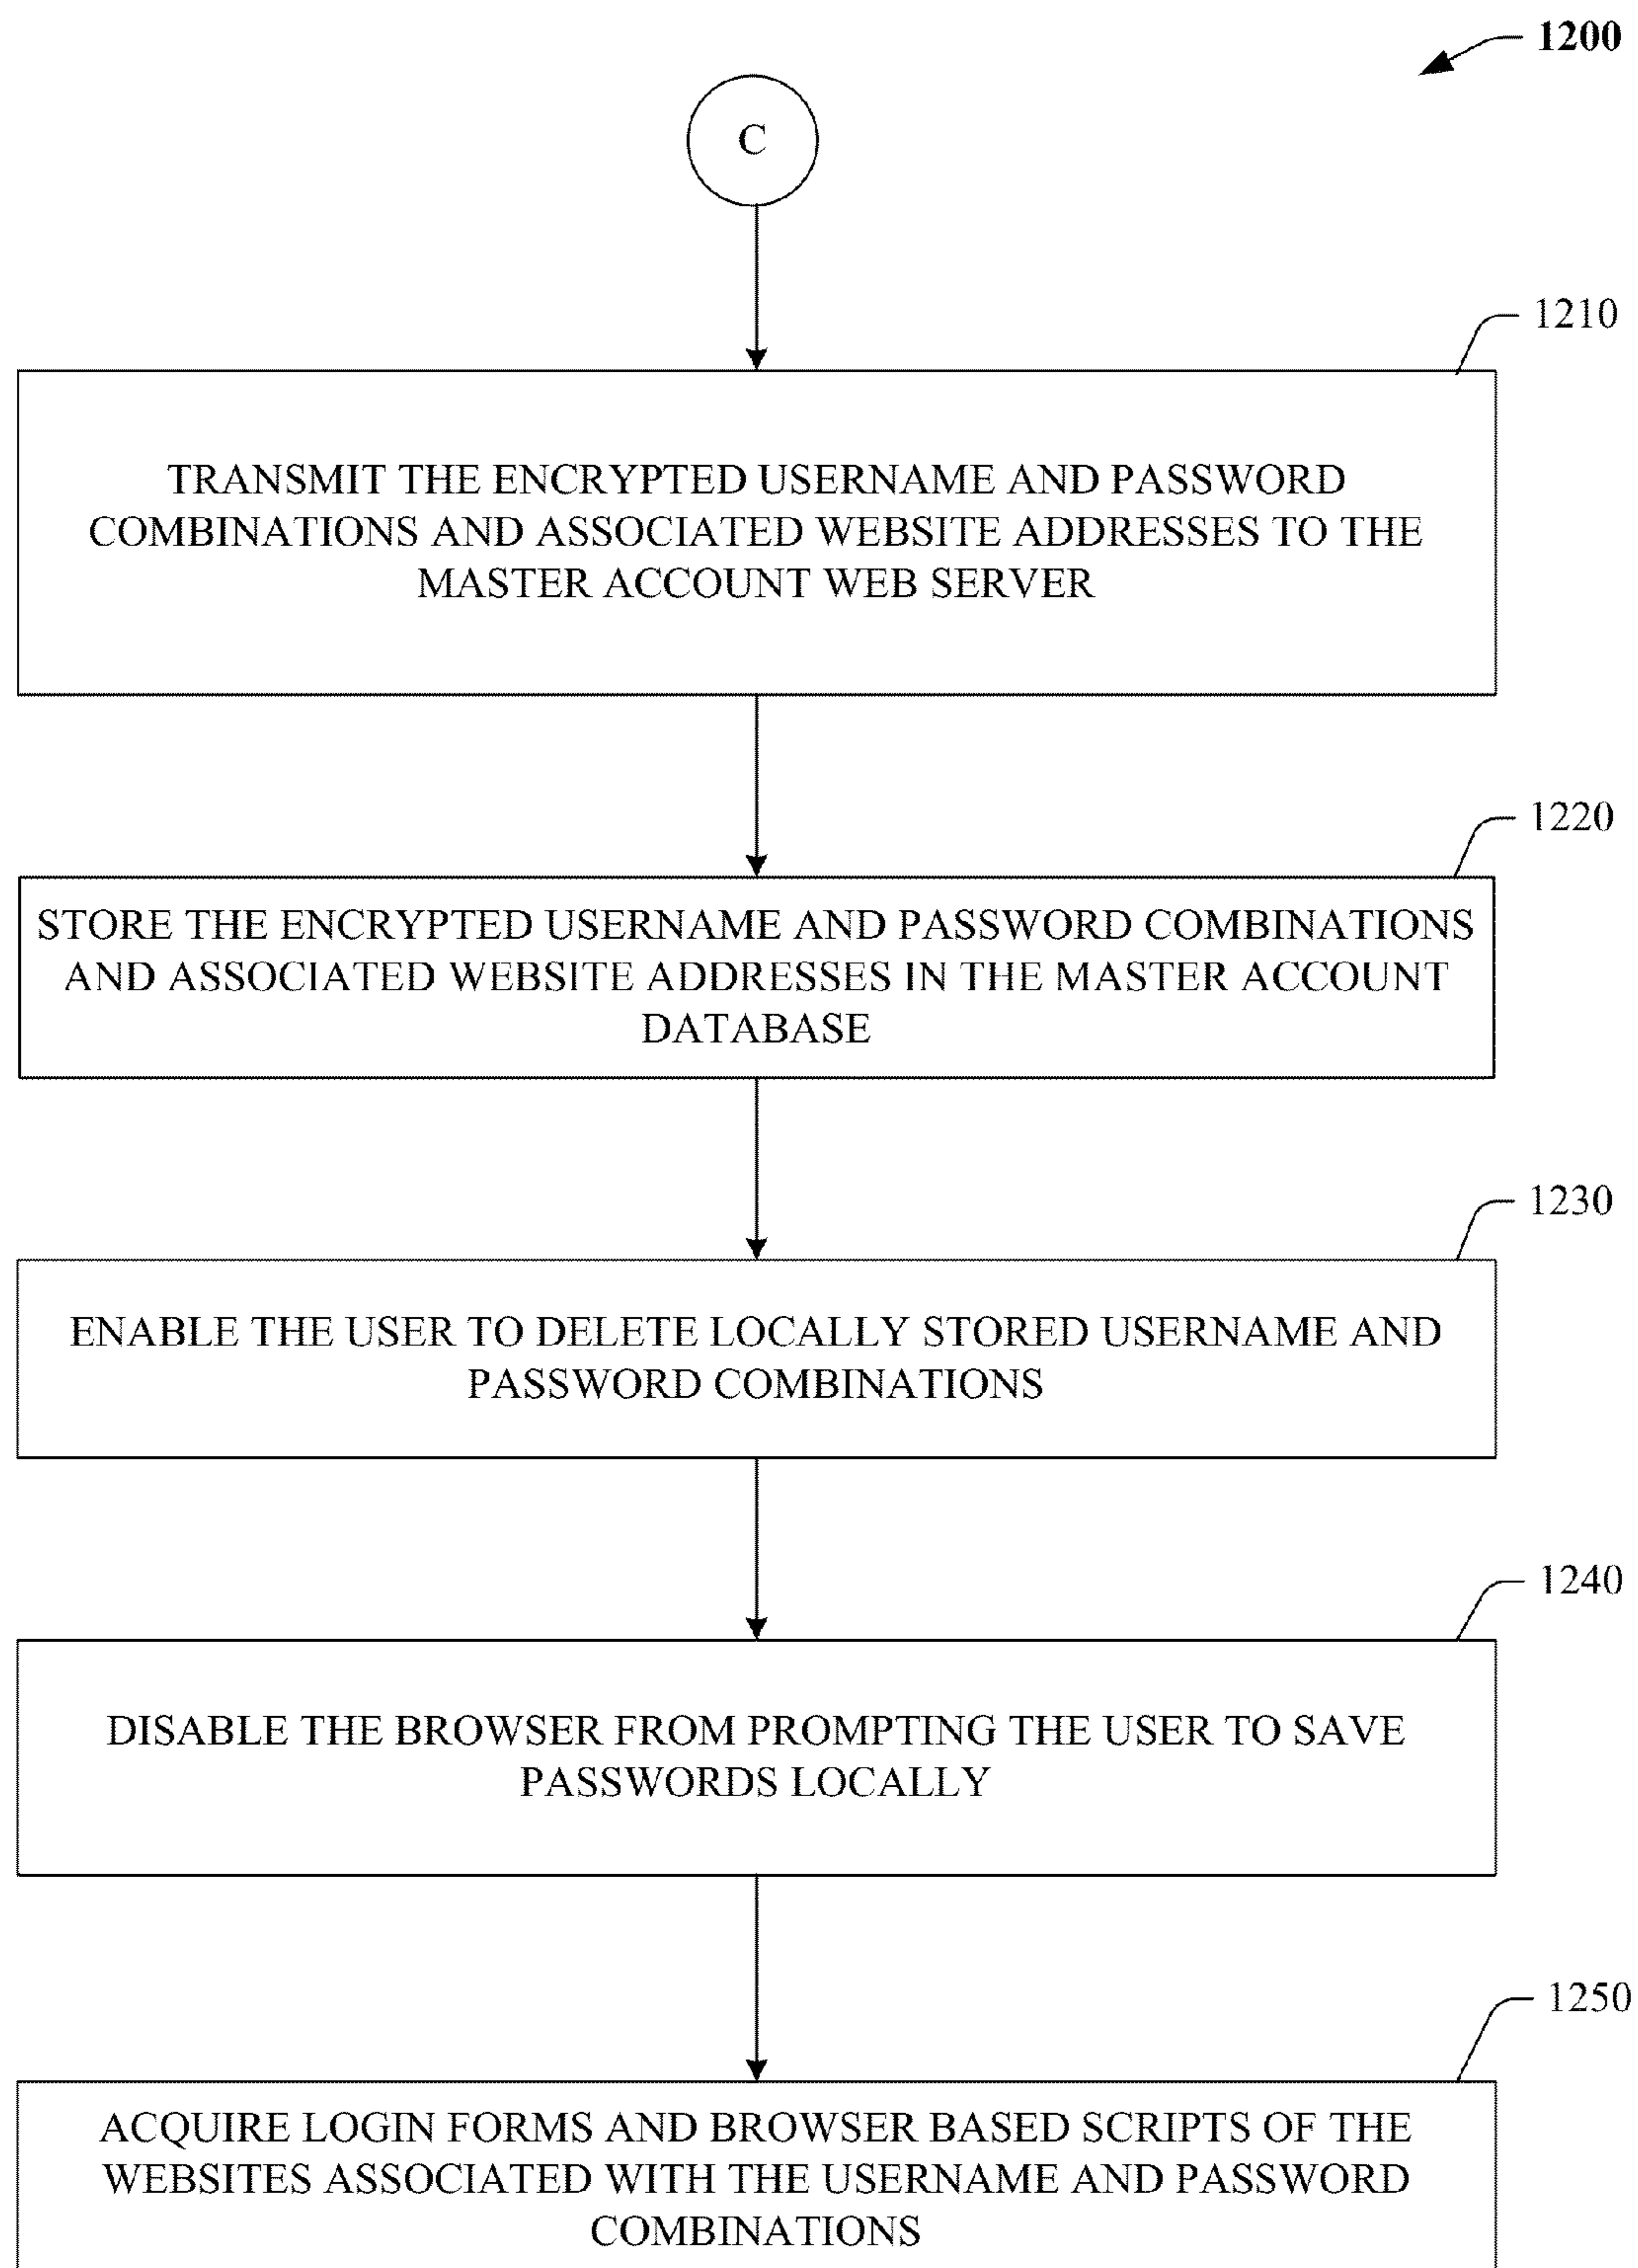 1200
C
1210
TRANSMIT THE ENCRYPTED USERNAME AND PASSWORD
COMBINATIONS AND ASSOCIATED WEBSITE ADDRESSES TO THE
MASTER ACCOUNT WEB SERVER
1220
STORE THE ENCRYPTED USERNAME AND PASSWORD COMBINATIONS
AND ASSOCIATED WEBSITE ADDRESSES IN THE MASTER ACCOUNT
DATABASE
1230
ENABLE THE USER TO DELETE LOCALLY STORED USERNAME AND
PASSWORD COMBINATIONS
1240
DISABLE THE BROWSER FROM PROMPTING THE USER TO SAVE
PASSWORDS LOCALLY
1250
ACQUIRE LOGIN FORMS AND BROWSER BASED SCRIPTS OF THE
WEBSITES ASSOCIATED WITH THE USERNAME AND PASSWORD
COMBINATIONS